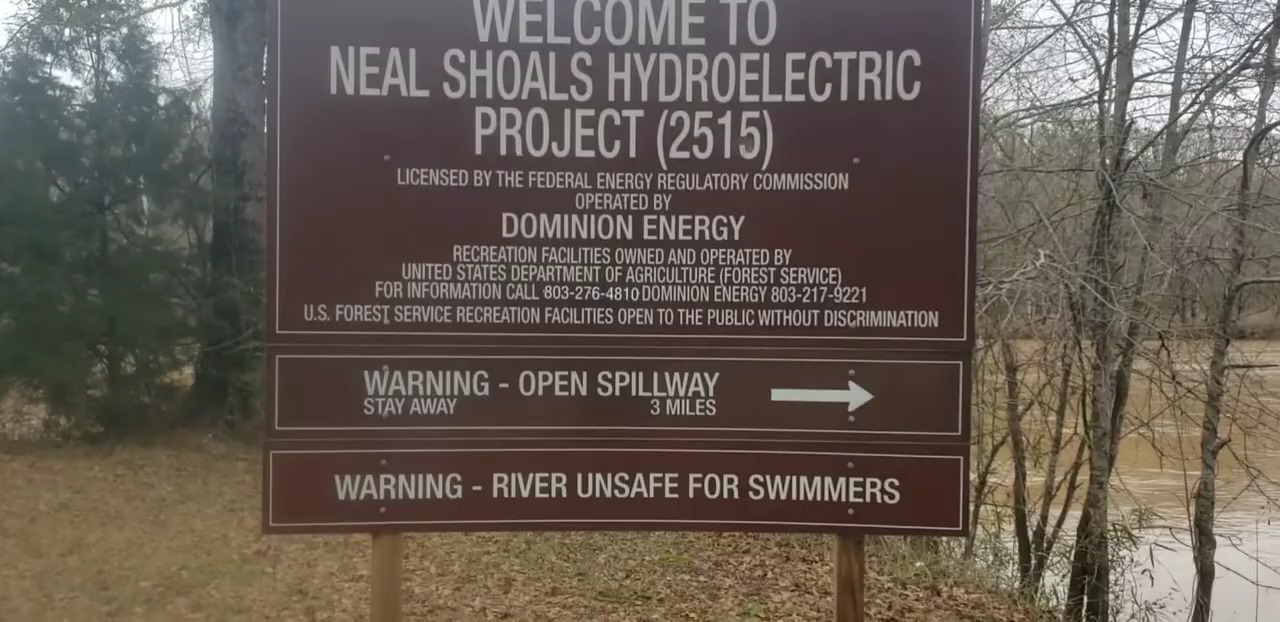 WELCOME TO
NEAL SHOALS HYDROELECTRIC
PROJECT (2515)
LICENSED BY THE FEDERAL ENERGY REGULATORY COMMISSION
OPERATED BY
DOMINION ENERGY
RECREATION FACILITIES OWNED AND OPERATED BY
UNITED STATES DEPARTMENT OF AGRICULTURE (FOREST SERVICE)
FOR INFORMATION CALL 803-276-4810 DOMINION ENERGY 803-217-9221
U.S. FOREST SERVICE RECREATION FACILITIES OPEN TO THE PUBLIC WITHOUT DISCRIMINATION
WARNING - OPEN SPILLWAY
STAY AWAY 3 MILES
WARNING - RIVER UNSAFE FOR SWIMMERS